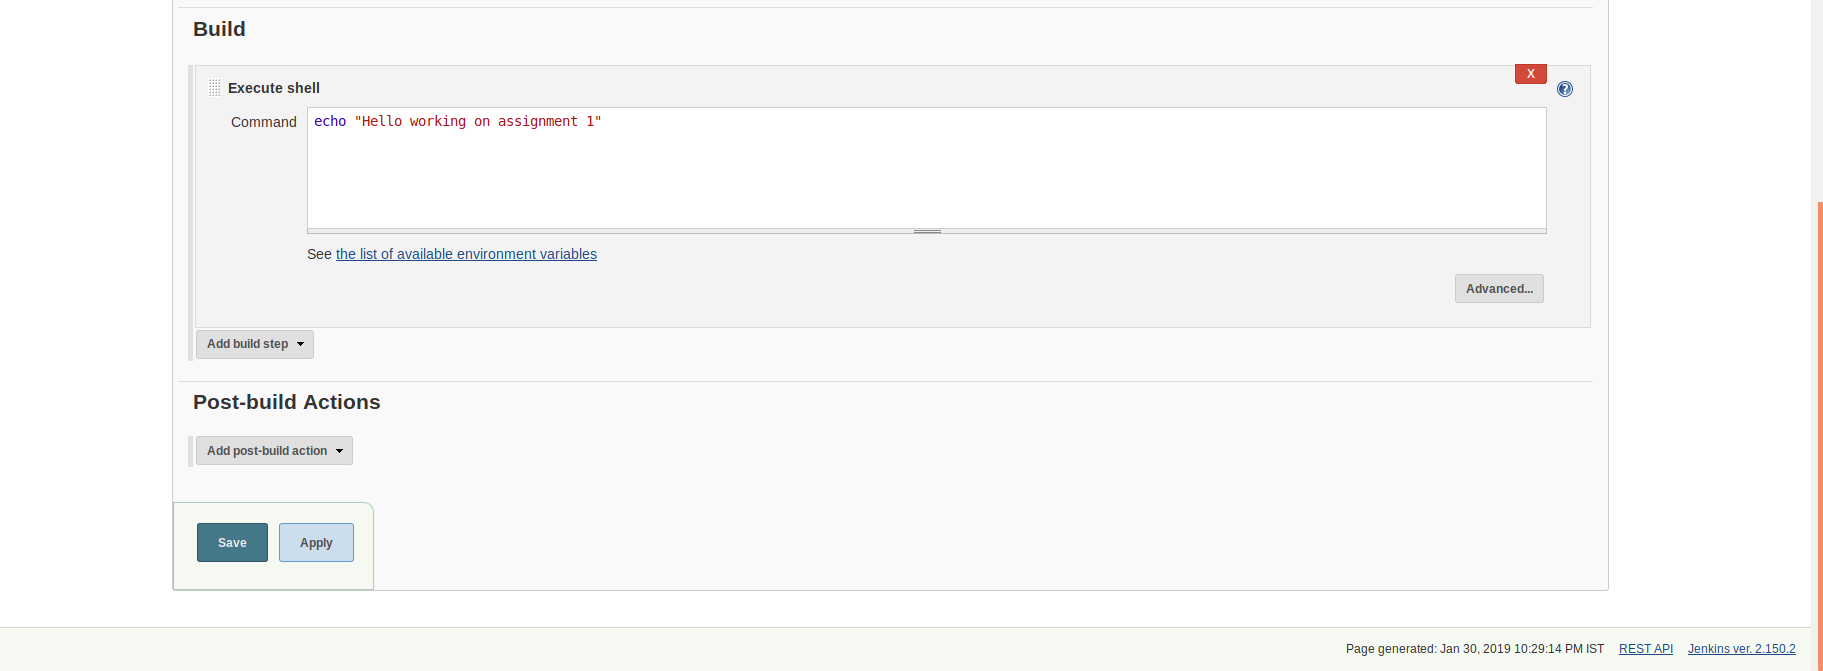 Build
X
Execute shell
?
Command
echo "Hello working on assignment 1"
See the list of available environment variables
Advanced...
Add build step
Post-build Actions
Add post-build action
Save
Apply
Page generated: Jan 30, 2019 10:29:14 PM IST REST API Jenkins ver. 2.150.2